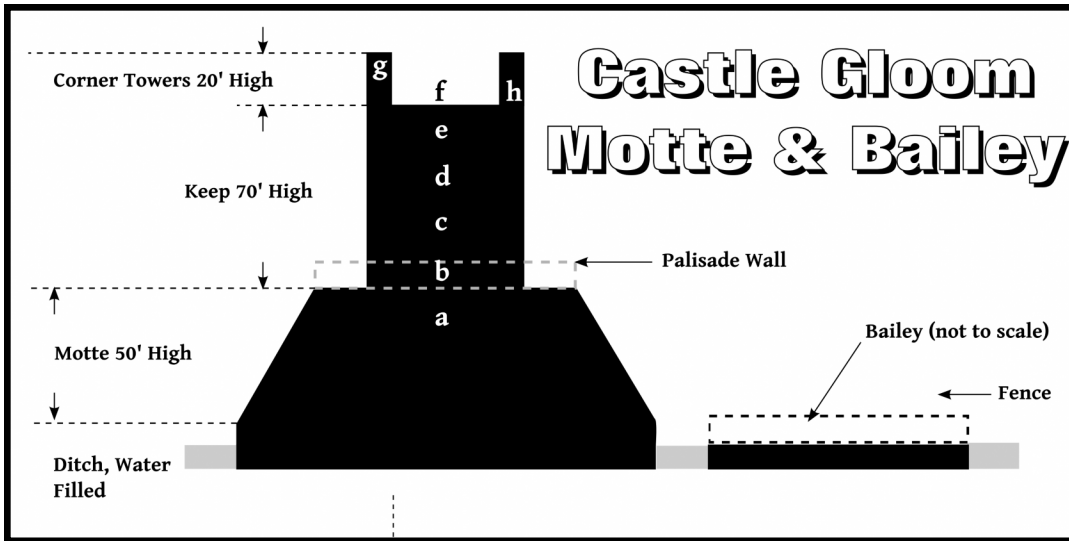 Castle Gloom
Motte & Bailey
Corner Towers 20' High
g
h
f
e
Keep 70' High
d
c
b
Palisade Wall
a
Motte 50' High
Bailey (not to scale)
Fence
Ditch, Water
Filled